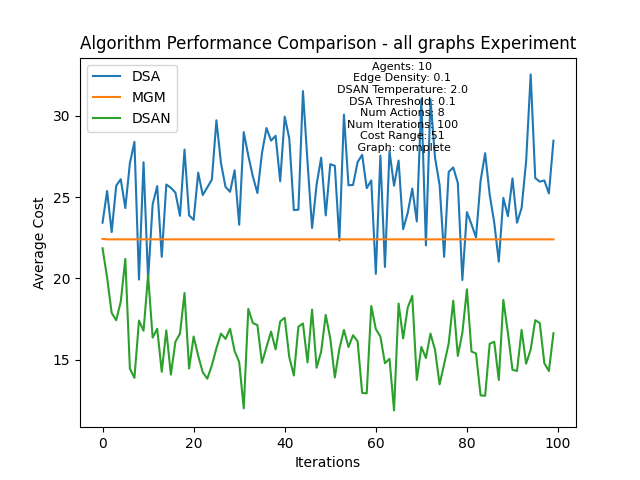 Algorithm Performance Comparison - all graphs Experiment
DSA
MGM
DSAN
Agents: 10
Edge Density: 0.1
DSAN Temperature: 2.0
DSA Threshold: 0.1
Num Actions: 8
Num Iterations: 100
Cost Range: 51
Graph: complete
Average Cost
30
25
20
15
0 20 40 60 80 100
Iterations